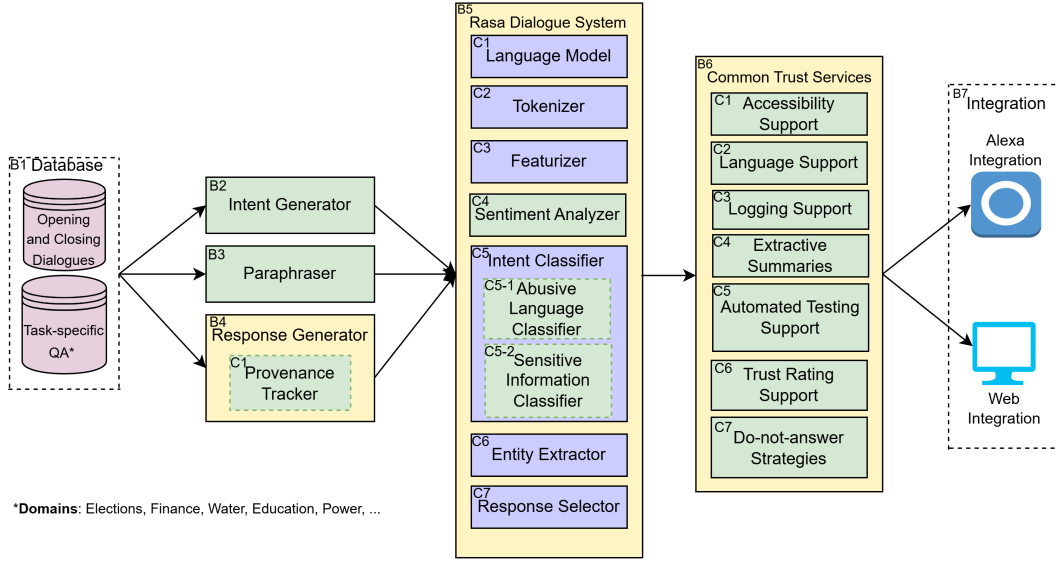 B1 Database
Opening
and Closing
Dialogues
Task-specific
QA*
B2
Intent Generator
B3
Paraphraser
B4
Response Generator
C1
Provenance
Tracker
B5
Rasa Dialogue System
C1
Language Model
C2
Tokenizer
C3
Featurizer
C4
Sentiment Analyzer
C5
Intent Classifier
C5-1
Abusive
Language
Classifier
C5-2
Sensitive
Information
Classifier
C6
Entity Extractor
C7
Response Selector
B6
Common Trust Services
C1
Accessibility
Support
C2
Language Support
C3
Logging Support
C4
Extractive
Summaries
C5
Automated Testing
Support
C6
Trust Rating
Support
C7
Do-not-answer
Strategies
B7
Integration
Alexa
Integration
Web
Integration
*Domains: Elections, Finance, Water, Education, Power, ...